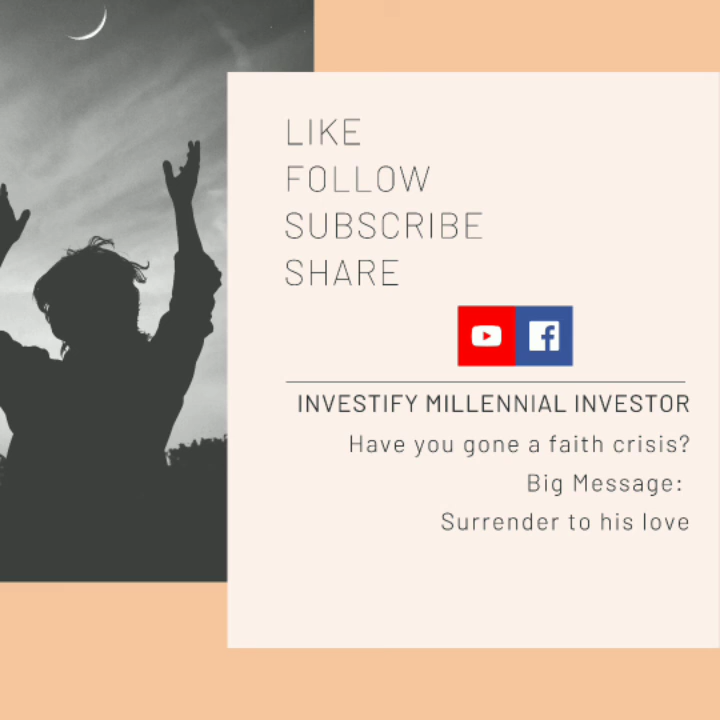 LIKE
FOLLOW
SUBSCRIBE
SHARE
INVESTIFY MILLENNIAL INVESTOR
Have you gone a faith crisis?
Big Message:
Surrender to his love